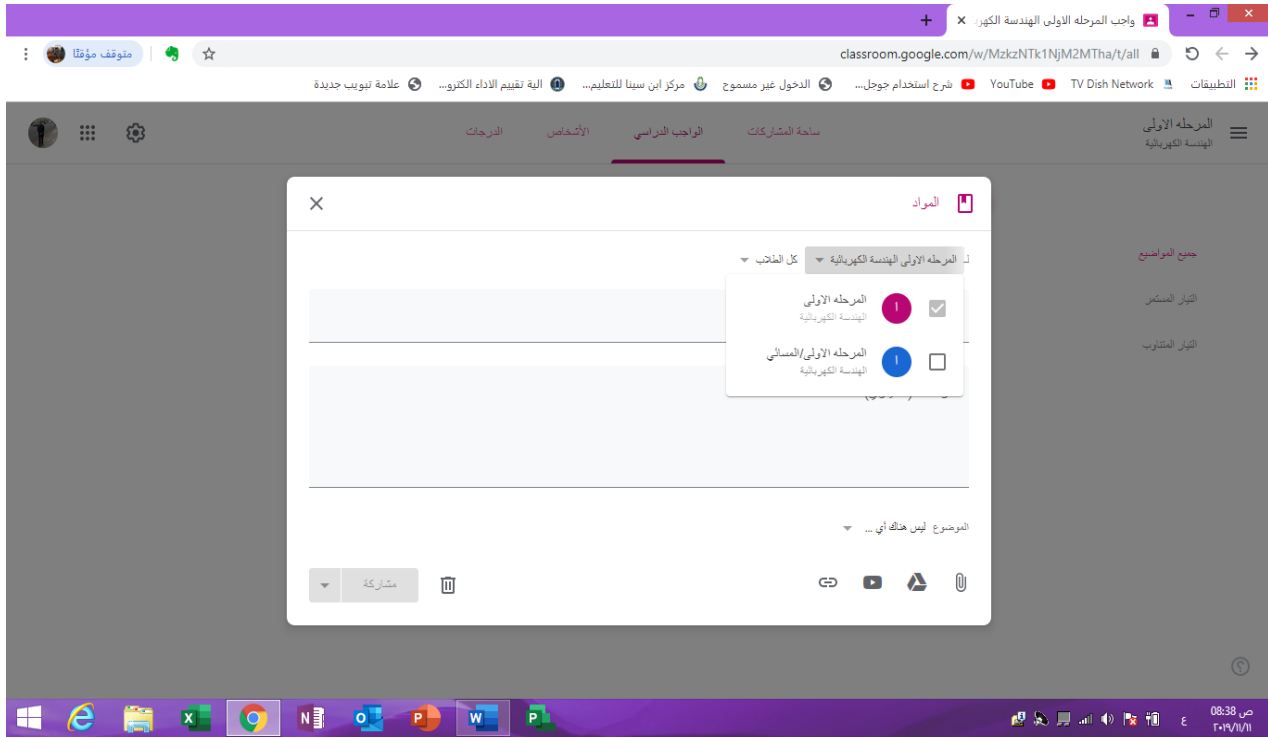 واجب المرحله الاولى الهندسة الكهرب
classroom.google.com/w/MzkzNTk1NjM2MTha/t/all
متوقف مؤقتًا
التطبيقات
TV Dish Network
YouTube
شرح استخدام جوجل...
الدخول غير مسموح
مركز ابن سينا للتعليم...
الية تقييم الاداء الكترو...
علامة تبويب جديدة
المرحله الاولى
الهندسة الكهربائية
ساحة المشاركات
الواجب الدراسي
الأشخاص
الدرجات
المواد
لـ المرحله الاولى الهندسة الكهربائية
كل الطلاب
جميع المواضيع
التيار المستمر
التيار المتناوب
ا
المرحله الاولى
الهندسة الكهربائية
ا
المرحله الاولى/المسائي
الهندسة الكهربائية
الموضوع ليس هناك أي ...
مشاركة
ع
08:38 ص
٢٠١٩/١١/١١